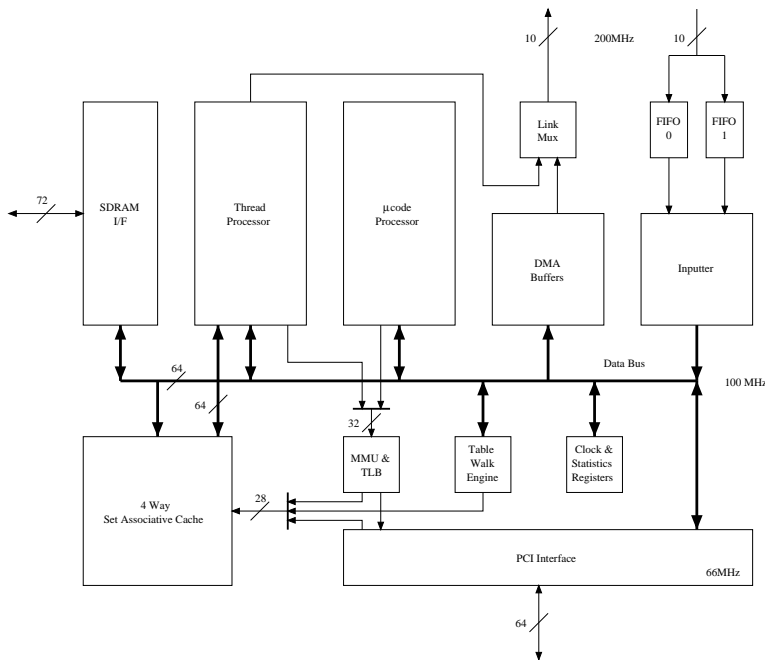 10
200MHz
10
Link
Mux
FIFO
0
FIFO
1
72
SDRAM
I/F
Thread
Processor
μcode
Processor
DMA
Buffers
Inputter
64
Data Bus
100 MHz
64
32
MMU &
TLB
Table
Walk
Engine
Clock &
Statistics
Registers
4 Way
Set Associative Cache
28
PCI Interface
66MHz
64